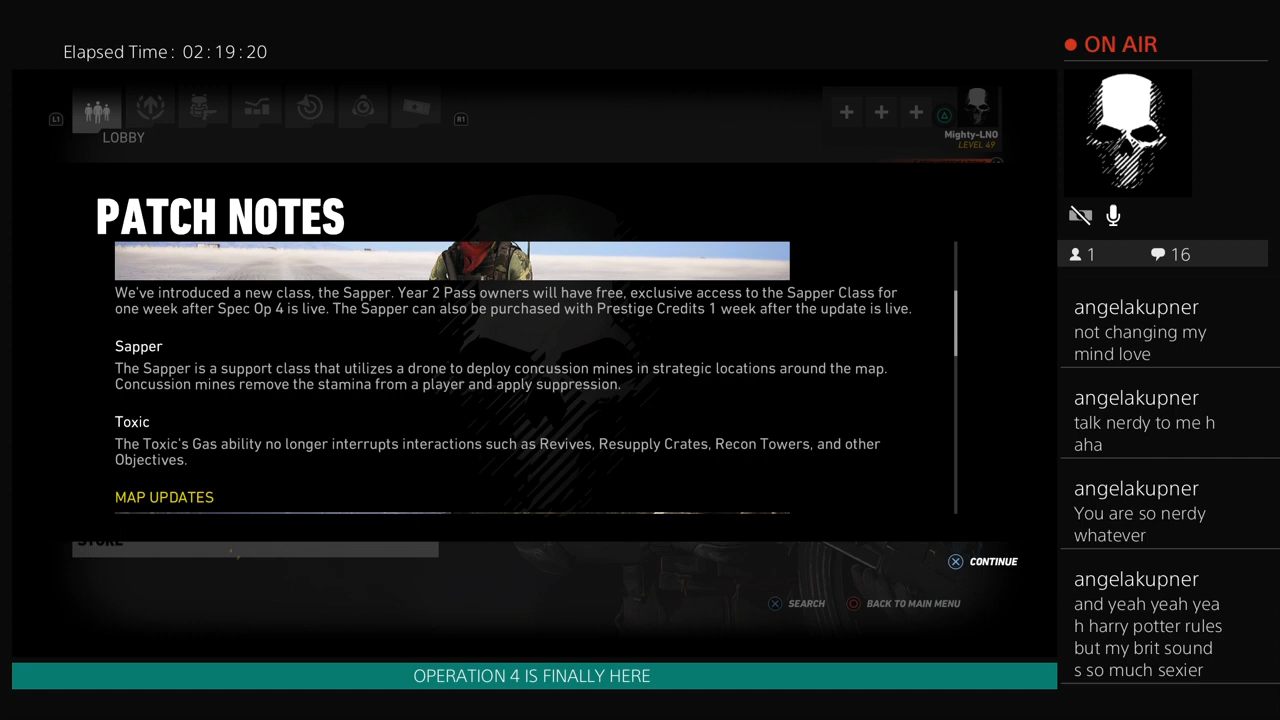 Elapsed Time: 02:19:20
ON AIR
L1
R1
LOBBY
Mighty-LNO
LEVEL 49
PATCH NOTES
We've introduced a new class, the Sapper. Year 2 Pass owners will have free, exclusive access to the Sapper Class for
one week after Spec Op 4 is live. The Sapper can also be purchased with Prestige Credits 1 week after the update is live.
Sapper
The Sapper is a support class that utilizes a drone to deploy concussion mines in strategic locations around the map.
Concussion mines remove the stamina from a player and apply suppression.
Toxic
The Toxic's Gas ability no longer interrupts interactions such as Revives, Resupply Crates, Recon Towers, and other
Objectives.
MAP UPDATES
STORE
CONTINUE
SEARCH
BACK TO MAIN MENU
OPERATION 4 IS FINALLY HERE
1
16
angelakupner
not changing my
mind love
angelakupner
talk nerdy to me h
aha
angelakupner
You are so nerdy
whatever
angelakupner
and yeah yeah yea
h harry potter rules
but my brit sound
s so much sexier